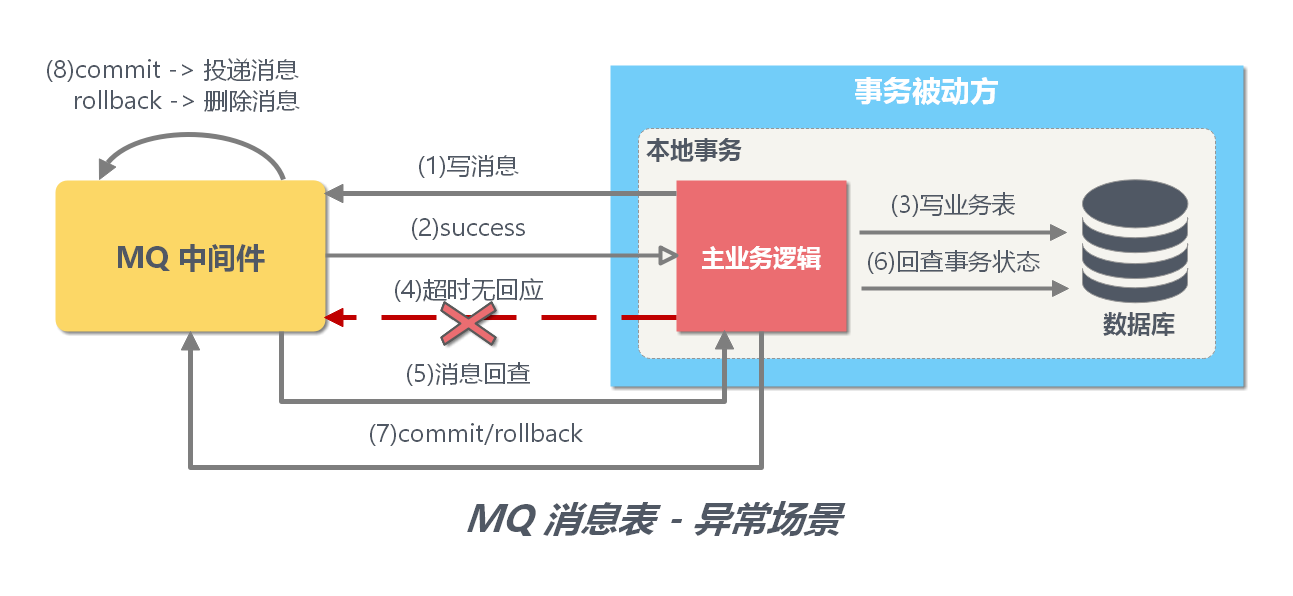 (8)commit -> 投递消息
rollback -> 删除消息
事务被动方
本地事务
(1)写消息
(2)success
MQ 中间件
主业务逻辑
(3)写业务表
(6)回查事务状态
(4)超时无回应
数据库
(5)消息回查
(7)commit/rollback
MQ 消息表 - 异常场景